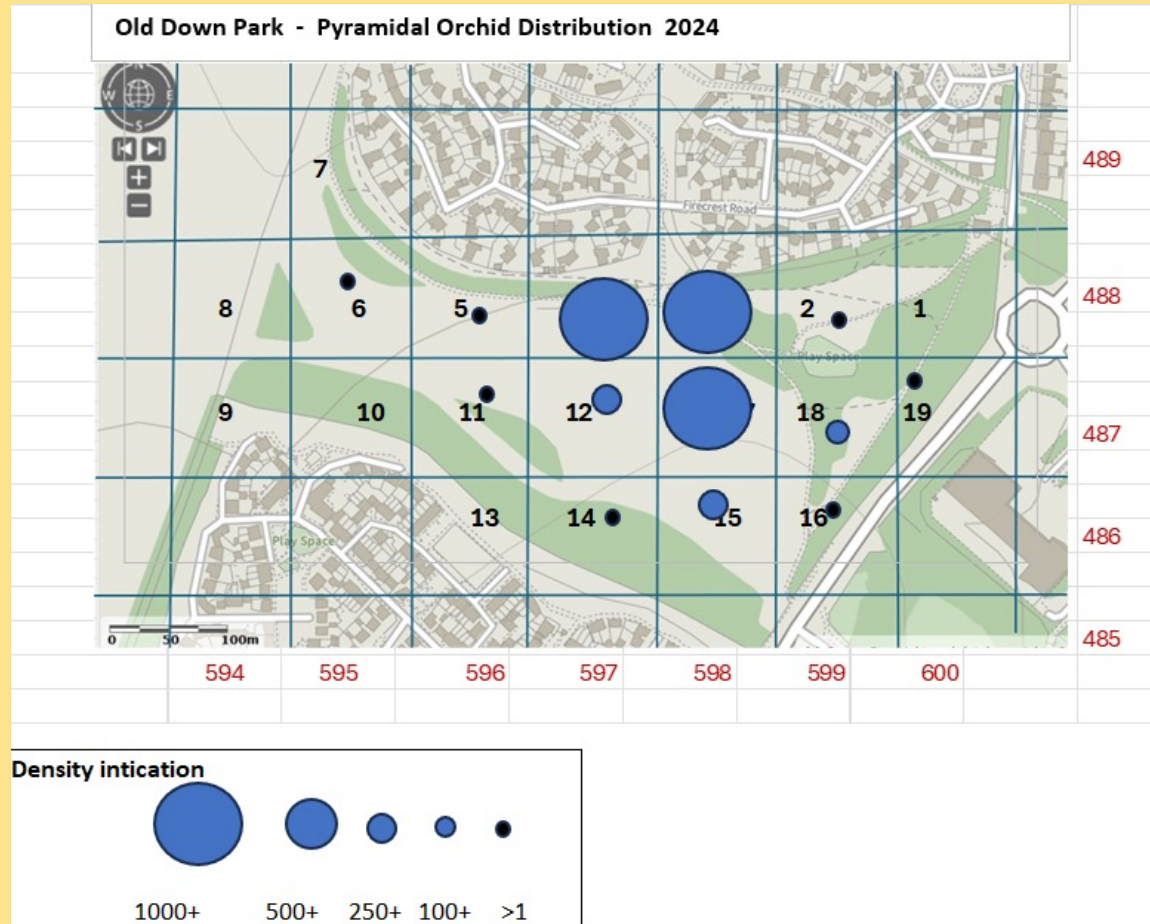 Old Down Park - Pyramidal Orchid Distribution 2024
N
W E
S
7
489
Firecrest Road
8 6 5 2 1 488
Play Space
9 10 11 12 18 19 487
13 14 15 16
Play Space
486
0 50 100m
485
594 595 596 597 598 599 600
Density intication
1000+ 500+ 250+ 100+ >1